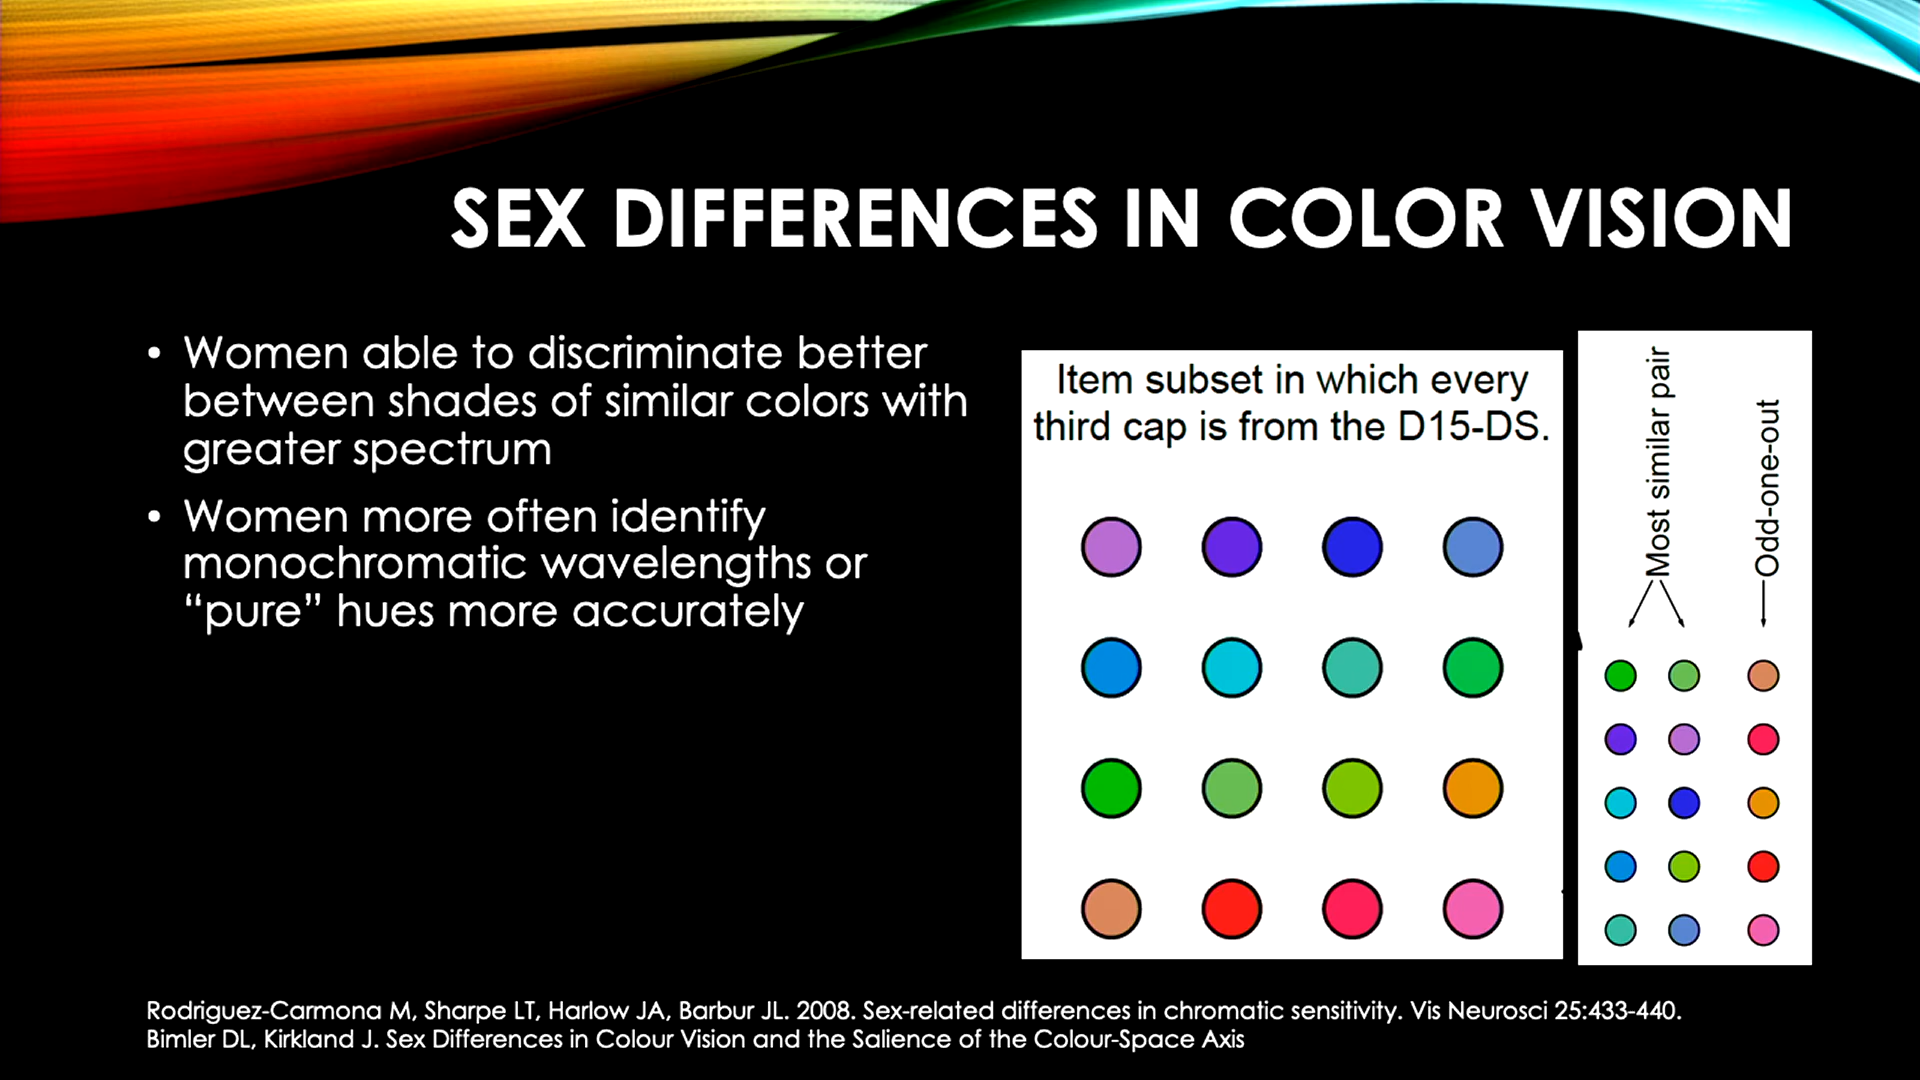 SEX DIFFERENCES IN COLOR VISION
• Women able to discriminate better
between shades of similar colors with
greater spectrum
• Women more often identify
monochromatic wavelengths or
“pure” hues more accurately
Item subset in which every
third cap is from the D15-DS.
Most similar pair
Odd-one-out
Rodriguez-Carmona M, Sharpe LT, Harlow JA, Barbur JL. 2008. Sex-related differences in chromatic sensitivity. Vis Neurosci 25:433-440.
Bimler DL, Kirkland J. Sex Differences in Colour Vision and the Salience of the Colour-Space Axis